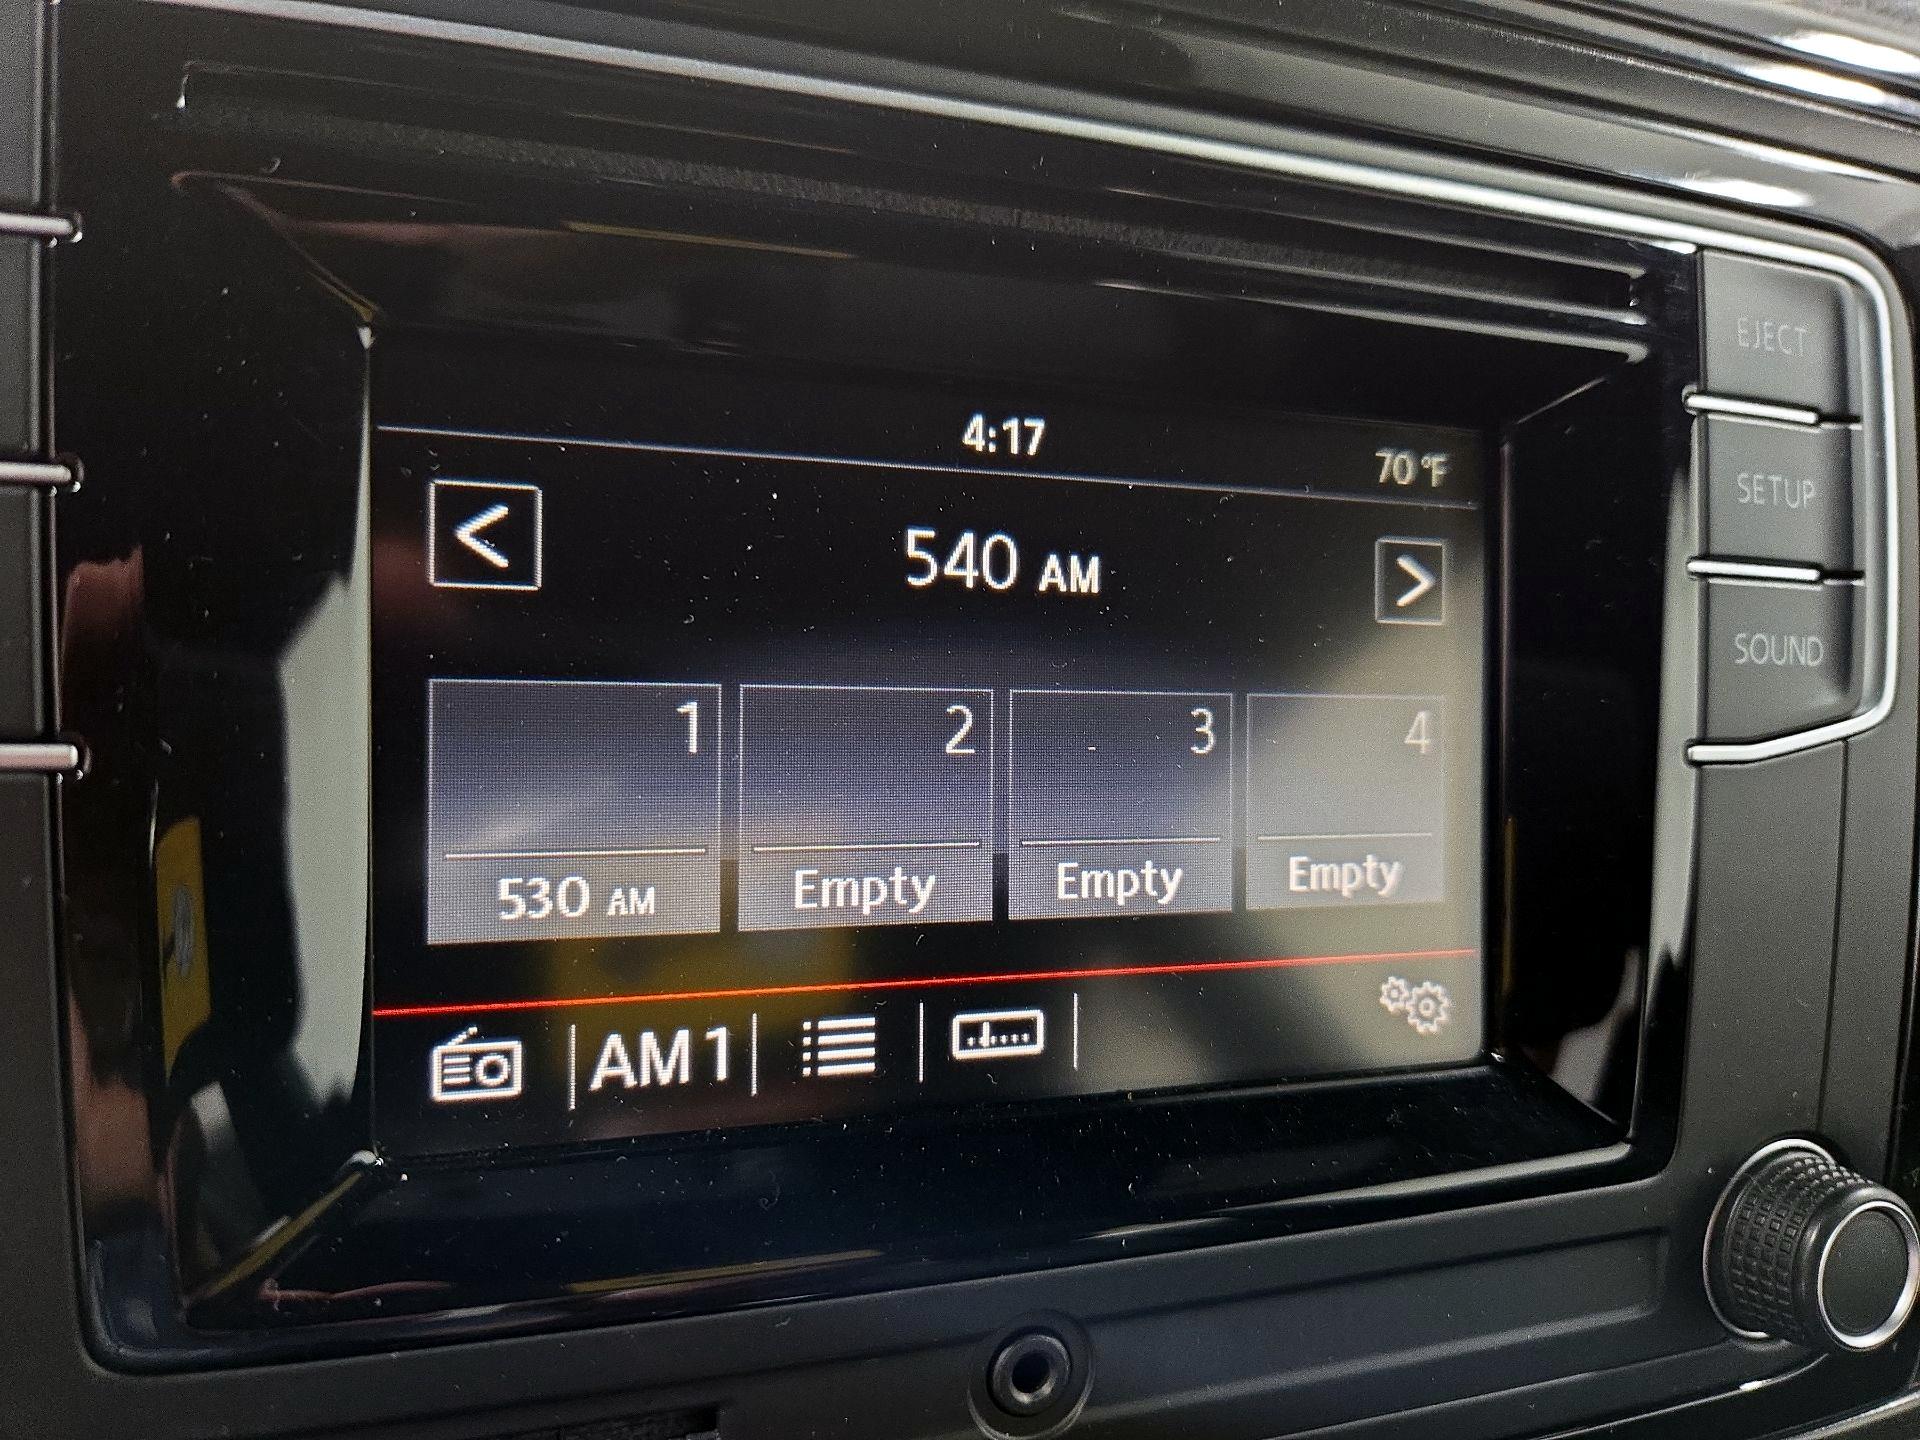 4:17
70 °F
EJECT
SETUP
SOUND
<
540 AM
>
1
2
3
4
530 AM
Empty
Empty
Empty
AM 1